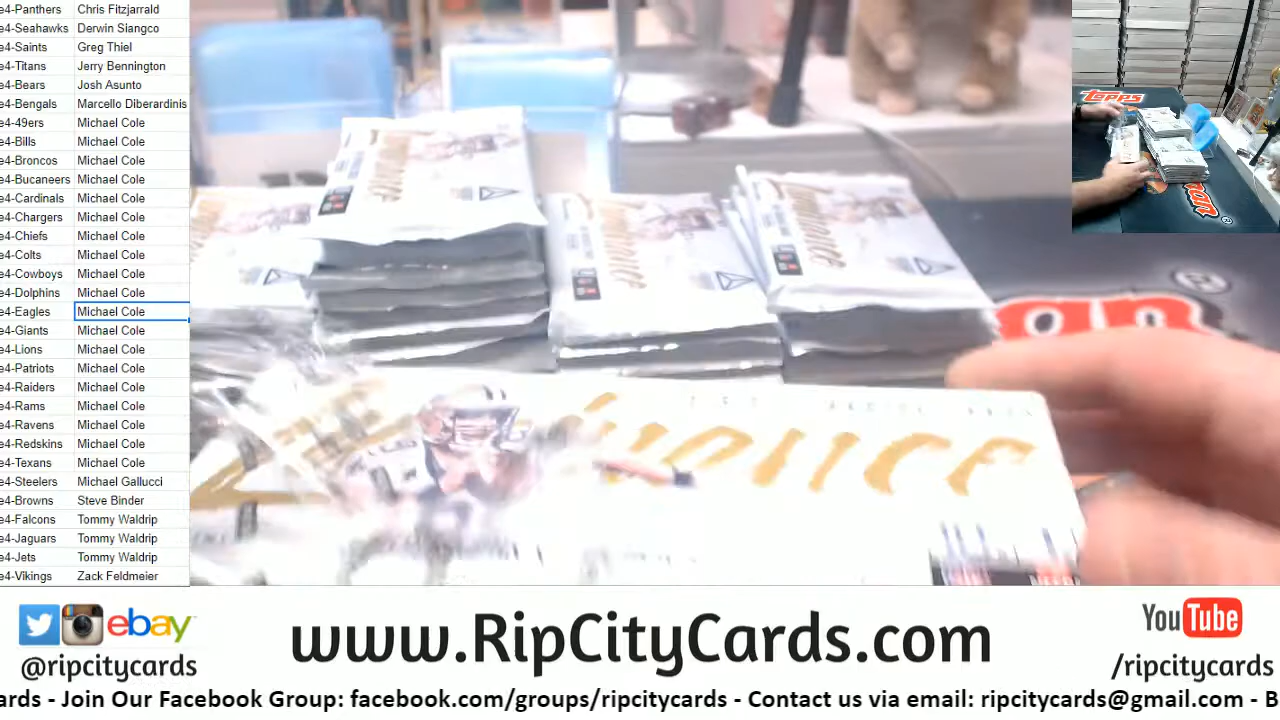 e4-Panthers Chris Fitzjarrald
e4-Seahawks Derwin Siangco
e4-Saints Greg Thiel
e4-Titans Jerry Bennington
e4-Bears Josh Asunto
e4-Bengals Marcello Diberardinis
e4-49ers Michael Cole
e4-Bills Michael Cole
e4-Broncos Michael Cole
e4-Bucaneers Michael Cole
e4-Cardinals Michael Cole
e4-Chargers Michael Cole
e4-Chiefs Michael Cole
e4-Colts Michael Cole
e4-Cowboys Michael Cole
e4-Dolphins Michael Cole
e4-Eagles Michael Cole
e4-Giants Michael Cole
e4-Lions Michael Cole
e4-Patriots Michael Cole
e4-Raiders Michael Cole
e4-Rams Michael Cole
e4-Ravens Michael Cole
e4-Redskins Michael Cole
e4-Texans Michael Cole
e4-Steelers Michael Gallucci
e4-Browns Steve Binder
e4-Falcons Tommy Waldrip
e4-Jaguars Tommy Waldrip
e4-Jets Tommy Waldrip
e4-Vikings Zack Feldmeier
topps
ebay
@ripcitycards
www.RipCityCards.com
YouTube
/ripcitycards
ards - Join Our Facebook Group: facebook.com/groups/ripcitycards - Contact us via email: ripcitycards@gmail.com - B